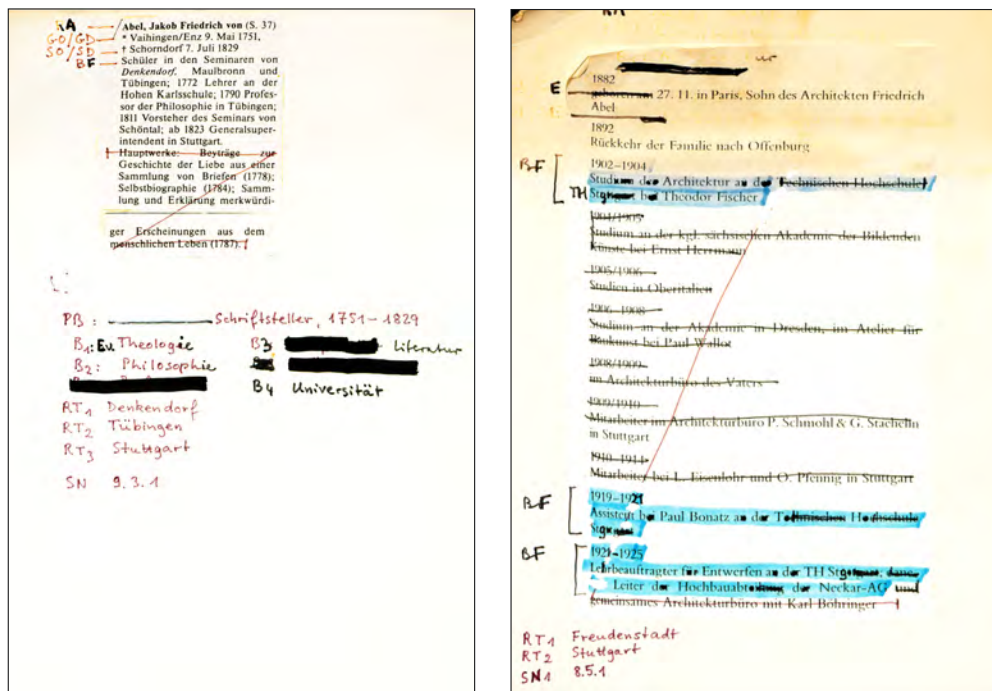 RA
Abel, Jakob Friedrich von (S. 37)
GO/GD
* Vaihingen/Enz 9. Mai 1751,
SO/SD
† Schorndorf 7. Juli 1829
BF
Schüler in den Seminaren von
Denkendorf, Maulbronn und
Tübingen; 1772 Lehrer an der
Hohen Karlsschule; 1790 Profes-
sor der Philosophie in Tübingen;
1811 Vorsteher des Seminars von
Schöntal; ab 1823 Generalsuper-
intendent in Stuttgart.
Hauptwerke: Beyträge zur
Geschichte der Liebe aus einer
Sammlung von Briefen (1778);
Selbstbiographie (1784); Samm-
lung und Erklärung merkwürdi-
ger Erscheinungen aus dem
menschlichen Leben (1787).
PB: Schriftsteller, 1751-1829
B1: Ev. Theologie B3 Literatur
B2: Philosophie
B4 Universität
RT1 Denkendorf
RT2 Tübingen
RT3 Stuttgart
SN 9.3.1
1882
E geboren am 27. 11. in Paris, Sohn des Architekten Friedrich
Abel
1892
Rückkehr der Familie nach Offenburg
BF 1902-1904
Studium der Architektur an der Technischen Hochschule
TH Stgt bei Theodor Fischer
1904/1905
Studium an der kgl. sächsischen Akademie der Bildenden
Künste bei Ernst Herrmann
1905/1906
Studien in Oberitalien
1906-1908
Studium an der Akademie in Dresden, im Atelier für
Baukunst bei Paul Wallot
1908/1909
im Architekturbüro des Vaters
1909/1910
Mitarbeiter im Architekturbüro P. Schmohl & G. Staehelin
in Stuttgart
1910-1914
Mitarbeiter bei L. Eisenlohr und O. Pfennig in Stuttgart
BF 1919-1921
Assistent bei Paul Bonatz an der Technischen Hochschule
BF 1921-1925
Lehrbeauftragter für Entwerfen an der TH
Leiter der Hochbauabteilung der Neckar-AG und
gemeinsames Architekturbüro mit Karl Böhringer
RT1 Freudenstadt
RT2 Stuttgart
SN1 8.5.1